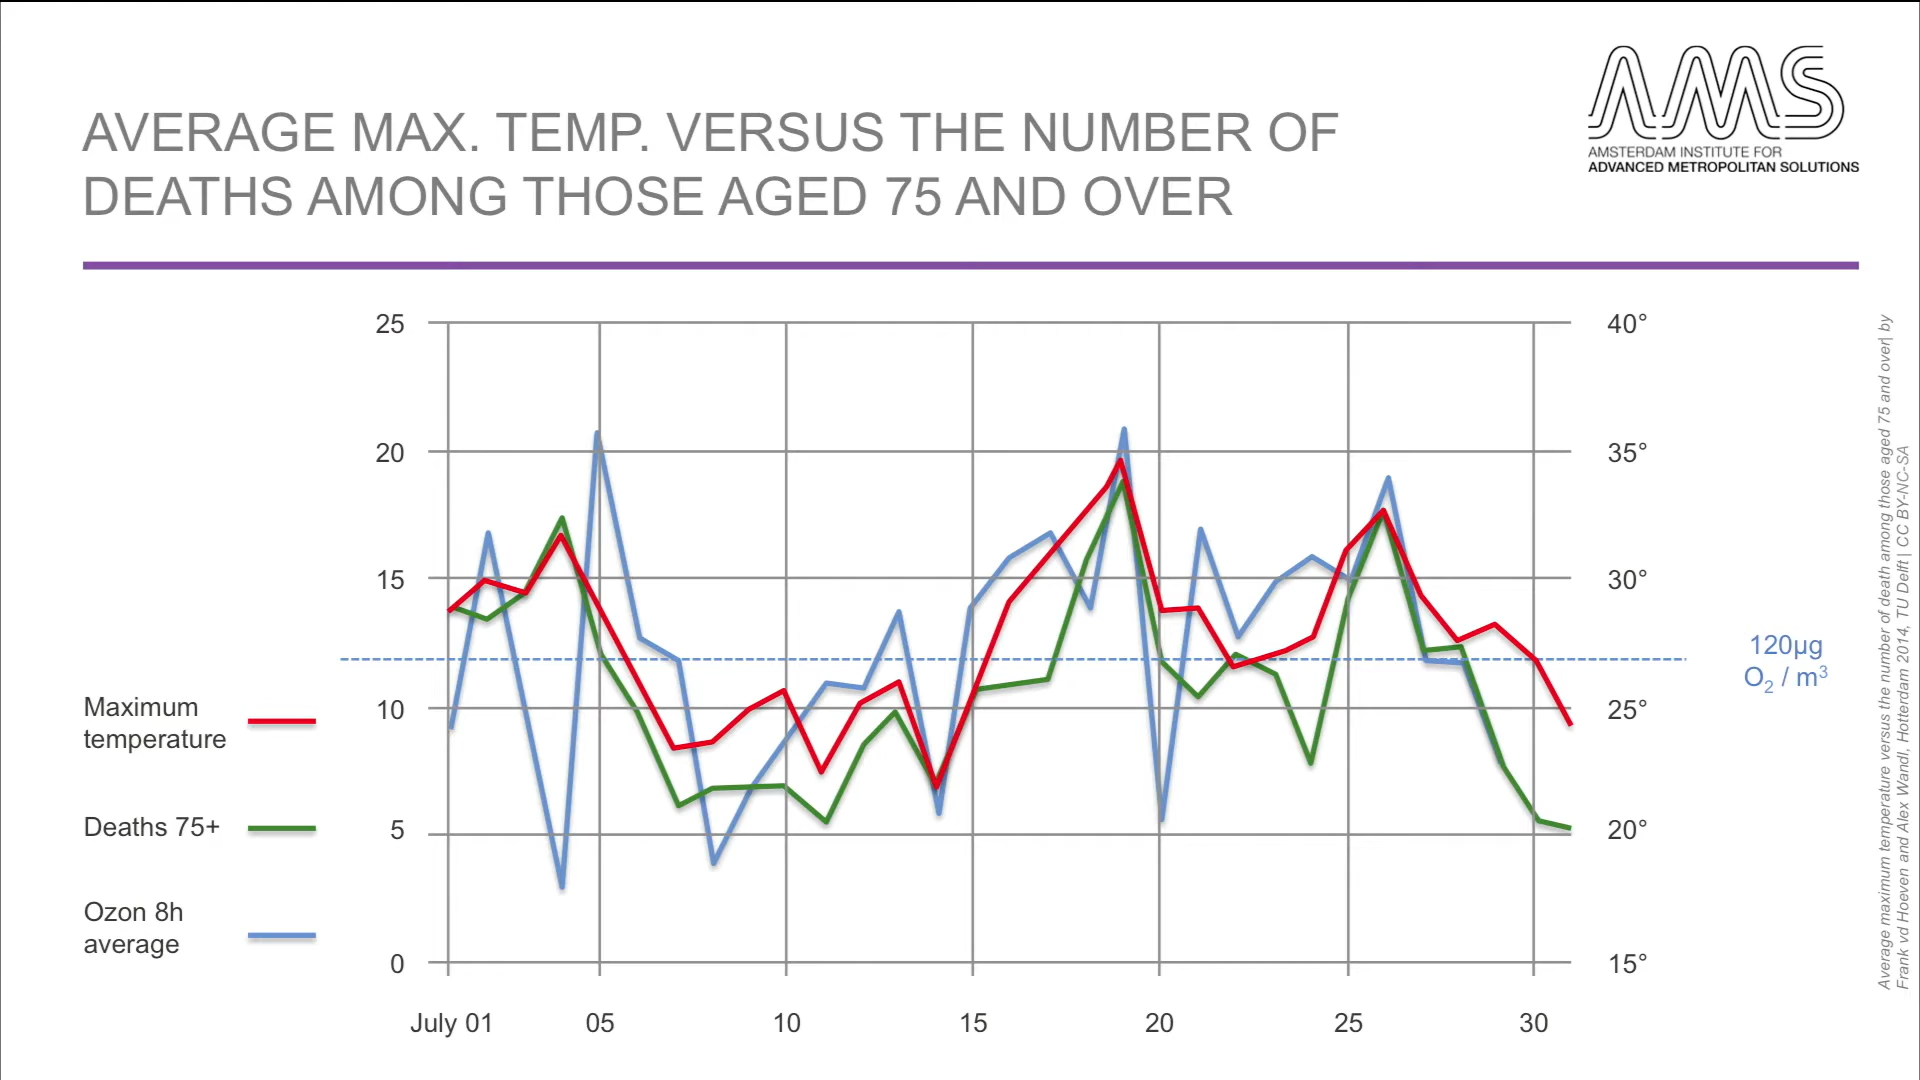 AMS
AMSTERDAM INSTITUTE FOR
ADVANCED METROPOLITAN SOLUTIONS
AVERAGE MAX. TEMP. VERSUS THE NUMBER OF
DEATHS AMONG THOSE AGED 75 AND OVER
25
20
15
10
5
0
40°
35°
30°
25°
20°
15°
120µg
O₂ / m³
Maximum
temperature
Deaths 75+
Ozon 8h
average
July 01
05
10
15
20
25
30
Average maximum temperature versus the number of death among those aged 75 and over| by
Frank vd Hoeven and Alex Wandl, Hotterdam 2014, TU Delft | CC BY-NC-SA